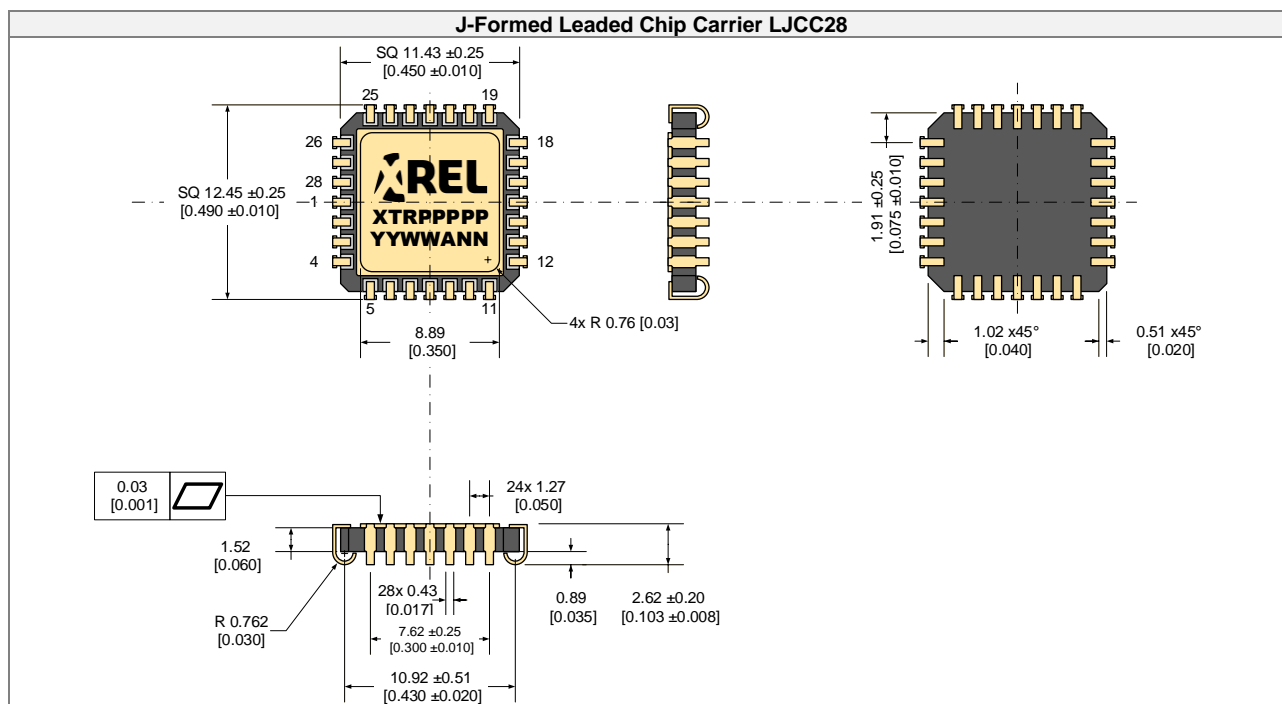 J-Formed Leaded Chip Carrier LJCC28
SQ 11.43 ±0.25
[0.450 ±0.010]
25
19
26
18
28
1
4
12
5
11
SQ 12.45 ±0.25
[0.490 ±0.010]
XREL
XTRPPPPP
YYWWANN
4x R 0.76 [0.03]
8.89
[0.350]
1.91 ±0.25
[0.075 ±0.010]
1.02 x45°
[0.040]
0.51 x45°
[0.020]
0.03
[0.001]
24x 1.27
[0.050]
1.52
[0.060]
R 0.762
[0.030]
28x 0.43
[0.017]
7.62 ±0.25
[0.300 ±0.010]
10.92 ±0.51
[0.430 ±0.020]
0.89
[0.035]
2.62 ±0.20
[0.103 ±0.008]